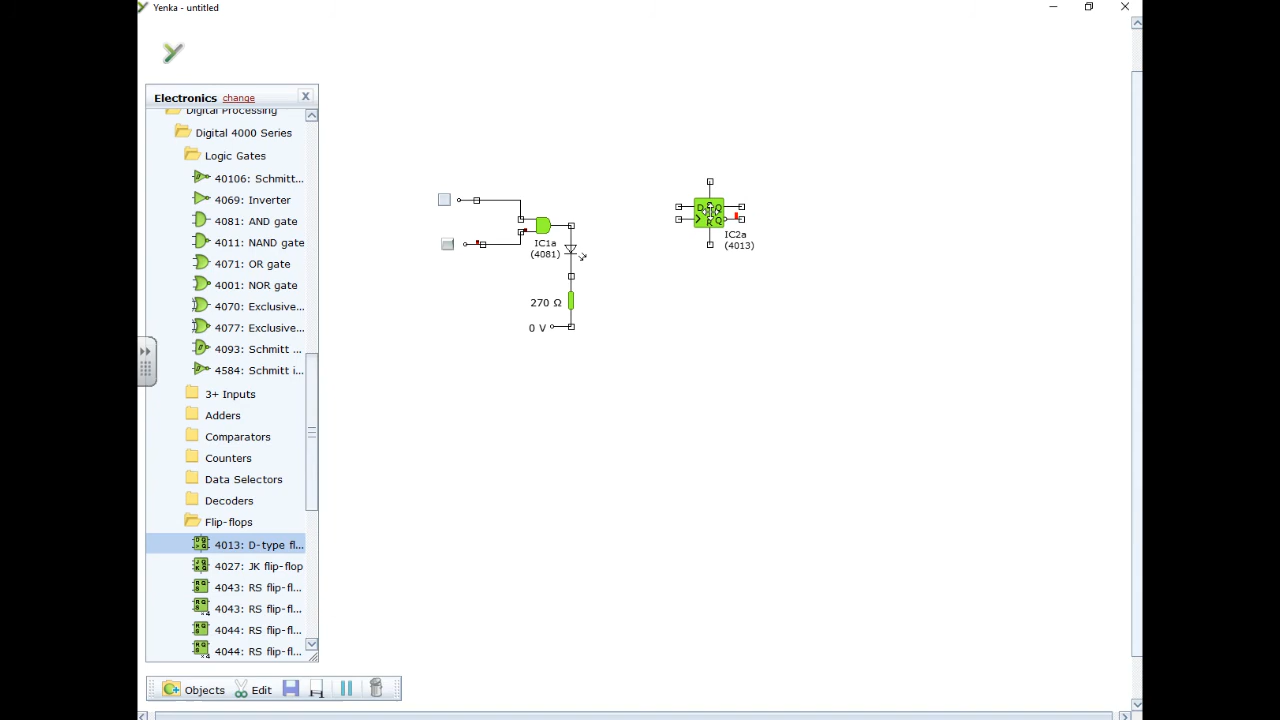 Yenka - untitled
Electronics change
Digital Processing
Digital 4000 Series
Logic Gates
40106: Schmitt...
4069: Inverter
4081: AND gate
4011: NAND gate
4071: OR gate
4001: NOR gate
4070: Exclusive...
4077: Exclusive...
4093: Schmitt ...
4584: Schmitt i...
3+ Inputs
Adders
Comparators
Counters
Data Selectors
Decoders
Flip-flops
4013: D-type fl...
4027: JK flip-flop
4043: RS flip-fl...
4043: RS flip-fl...
4044: RS flip-fl...
4044: RS flip-fl...
Objects
Edit
IC1a
(4081)
270 Ω
0 V
D
Q
Q
R
IC2a
(4013)